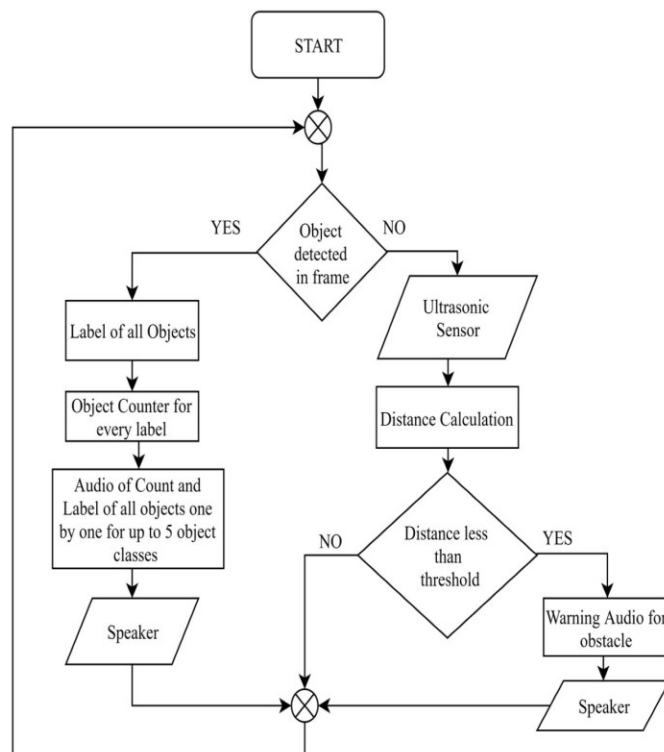 START
YES
Object
detected
in frame
NO
Label of all Objects
Object Counter for
every label
Audio of Count and
Label of all objects one
by one for up to 5 object
classes
Speaker
Ultrasonic
Sensor
Distance Calculation
NO
Distance less
than
threshold
YES
Warning Audio for
obstacle
Speaker